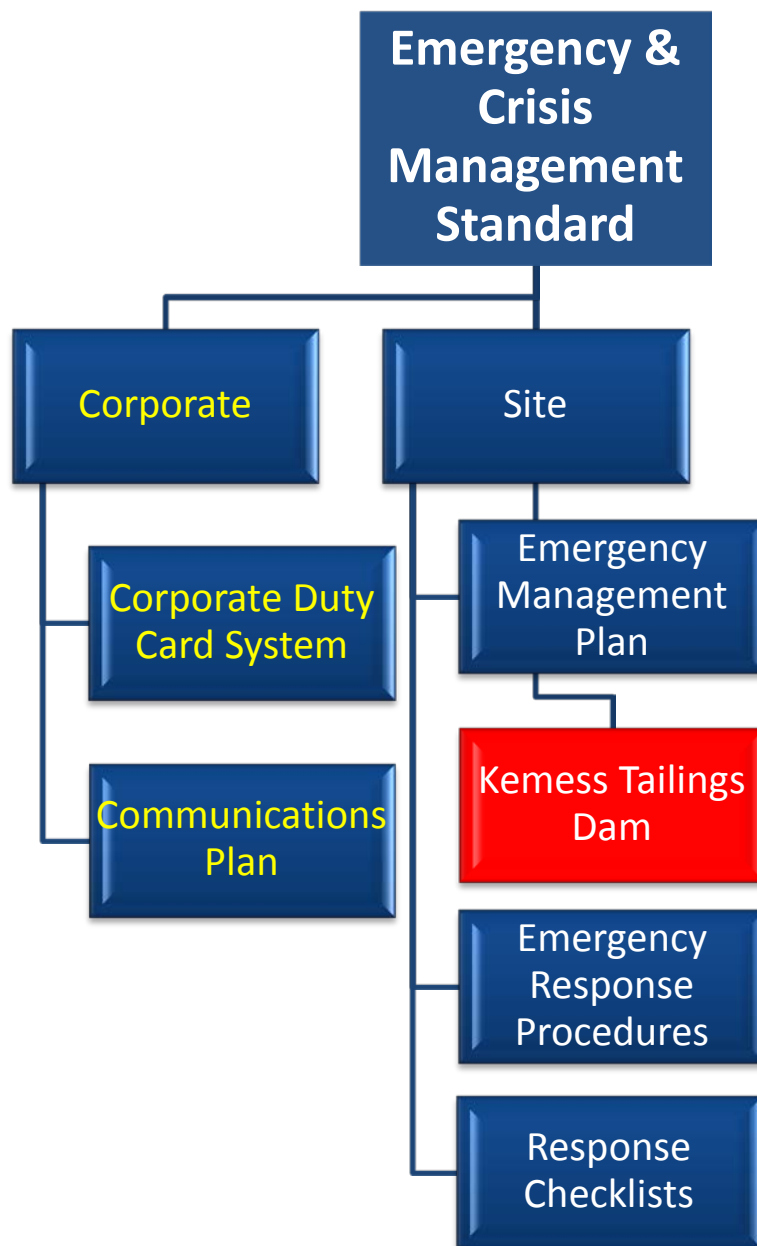 Emergency &
Crisis
Management
Standard
Corporate
Site
Corporate Duty
Card System
Communications
Plan
Emergency
Management
Plan
Kemess Tailings
Dam
Emergency
Response
Procedures
Response
Checklists